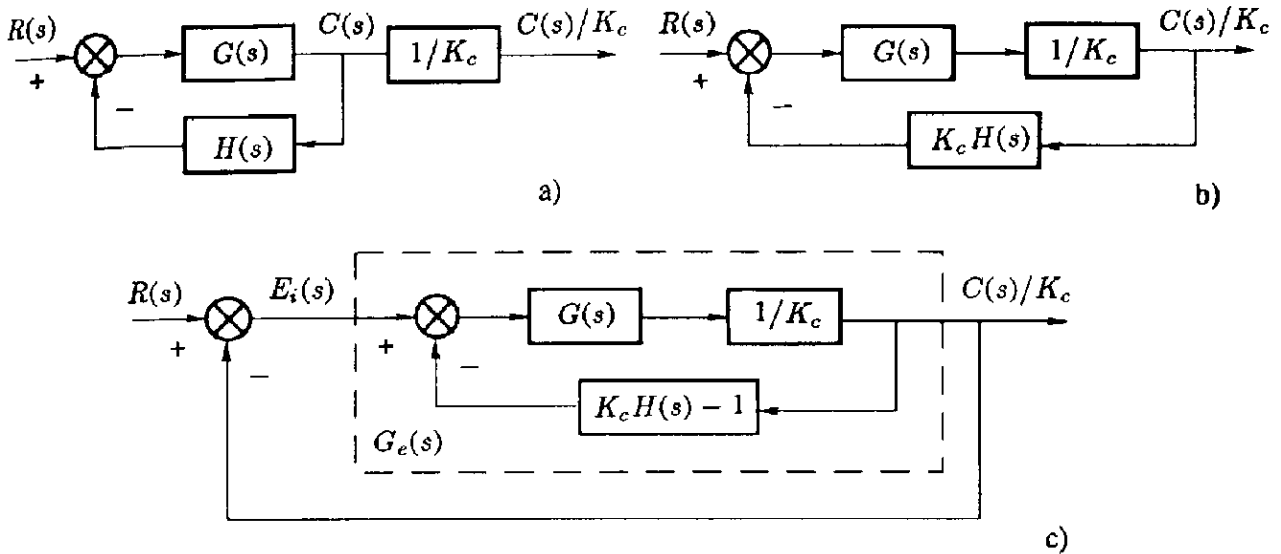 R(s)
+
−
G(s)
C(s)
1/K_c
C(s)/K_c
H(s)
a)
R(s)
+
−
G(s)
1/K_c
C(s)/K_c
K_c H(s)
b)
R(s)
+
−
E_i(s)
+
−
G(s)
1/K_c
C(s)/K_c
K_c H(s) − 1
G_e(s)
c)